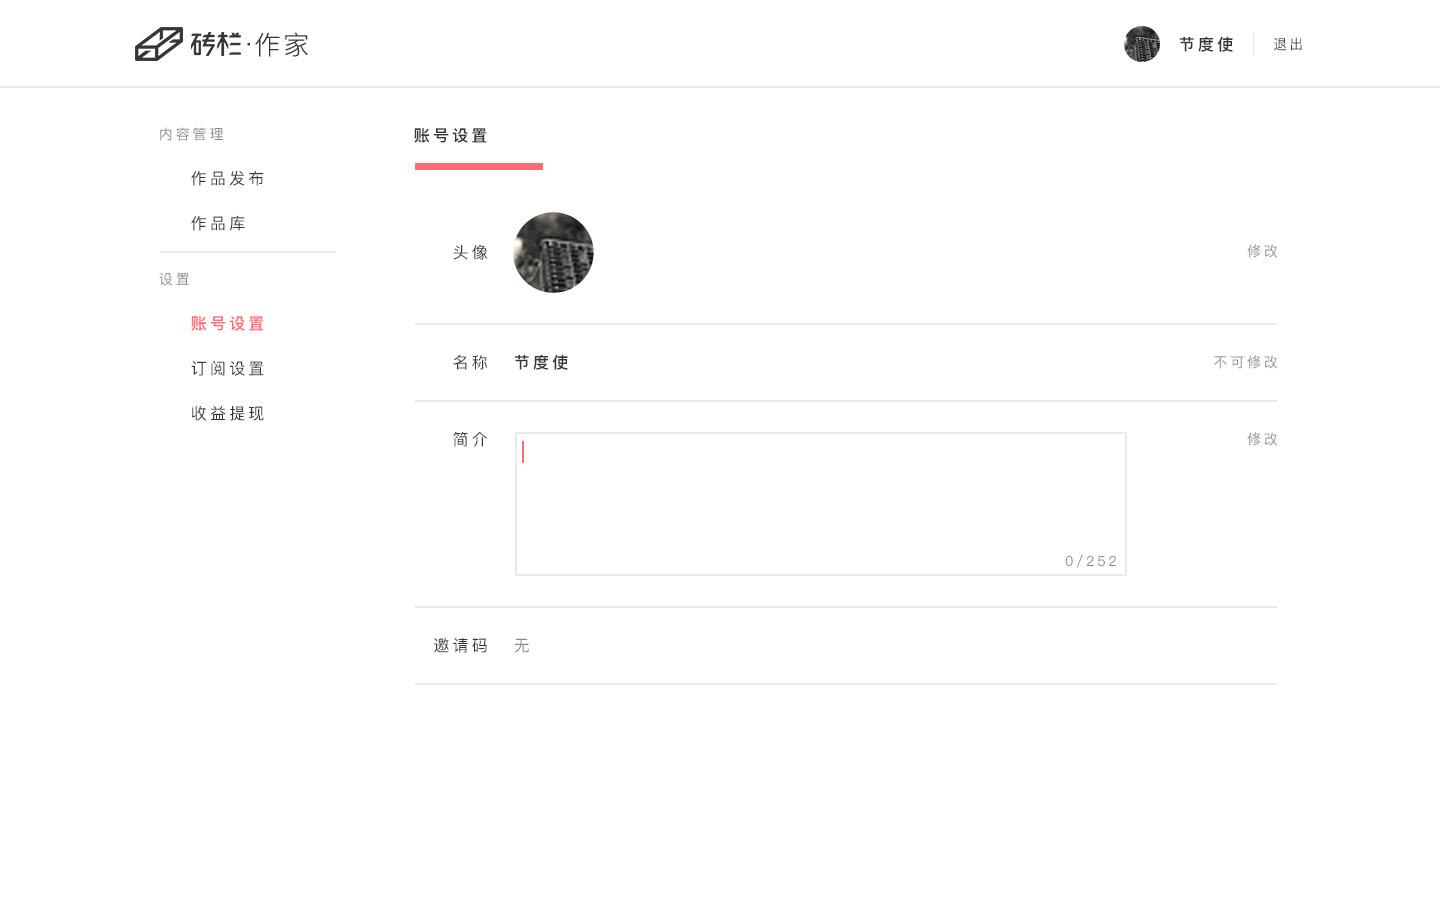 砖栏·作家
节度使
退出
内容管理
作品发布
作品库
设置
账号设置
订阅设置
收益提现
账号设置
头像
修改
名称 节度使
不可修改
简介
修改
0/252
邀请码 无